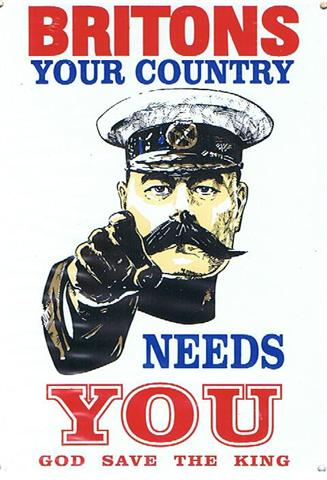 BRITONS
YOUR COUNTRY
NEEDS
YOU
GOD SAVE THE KING